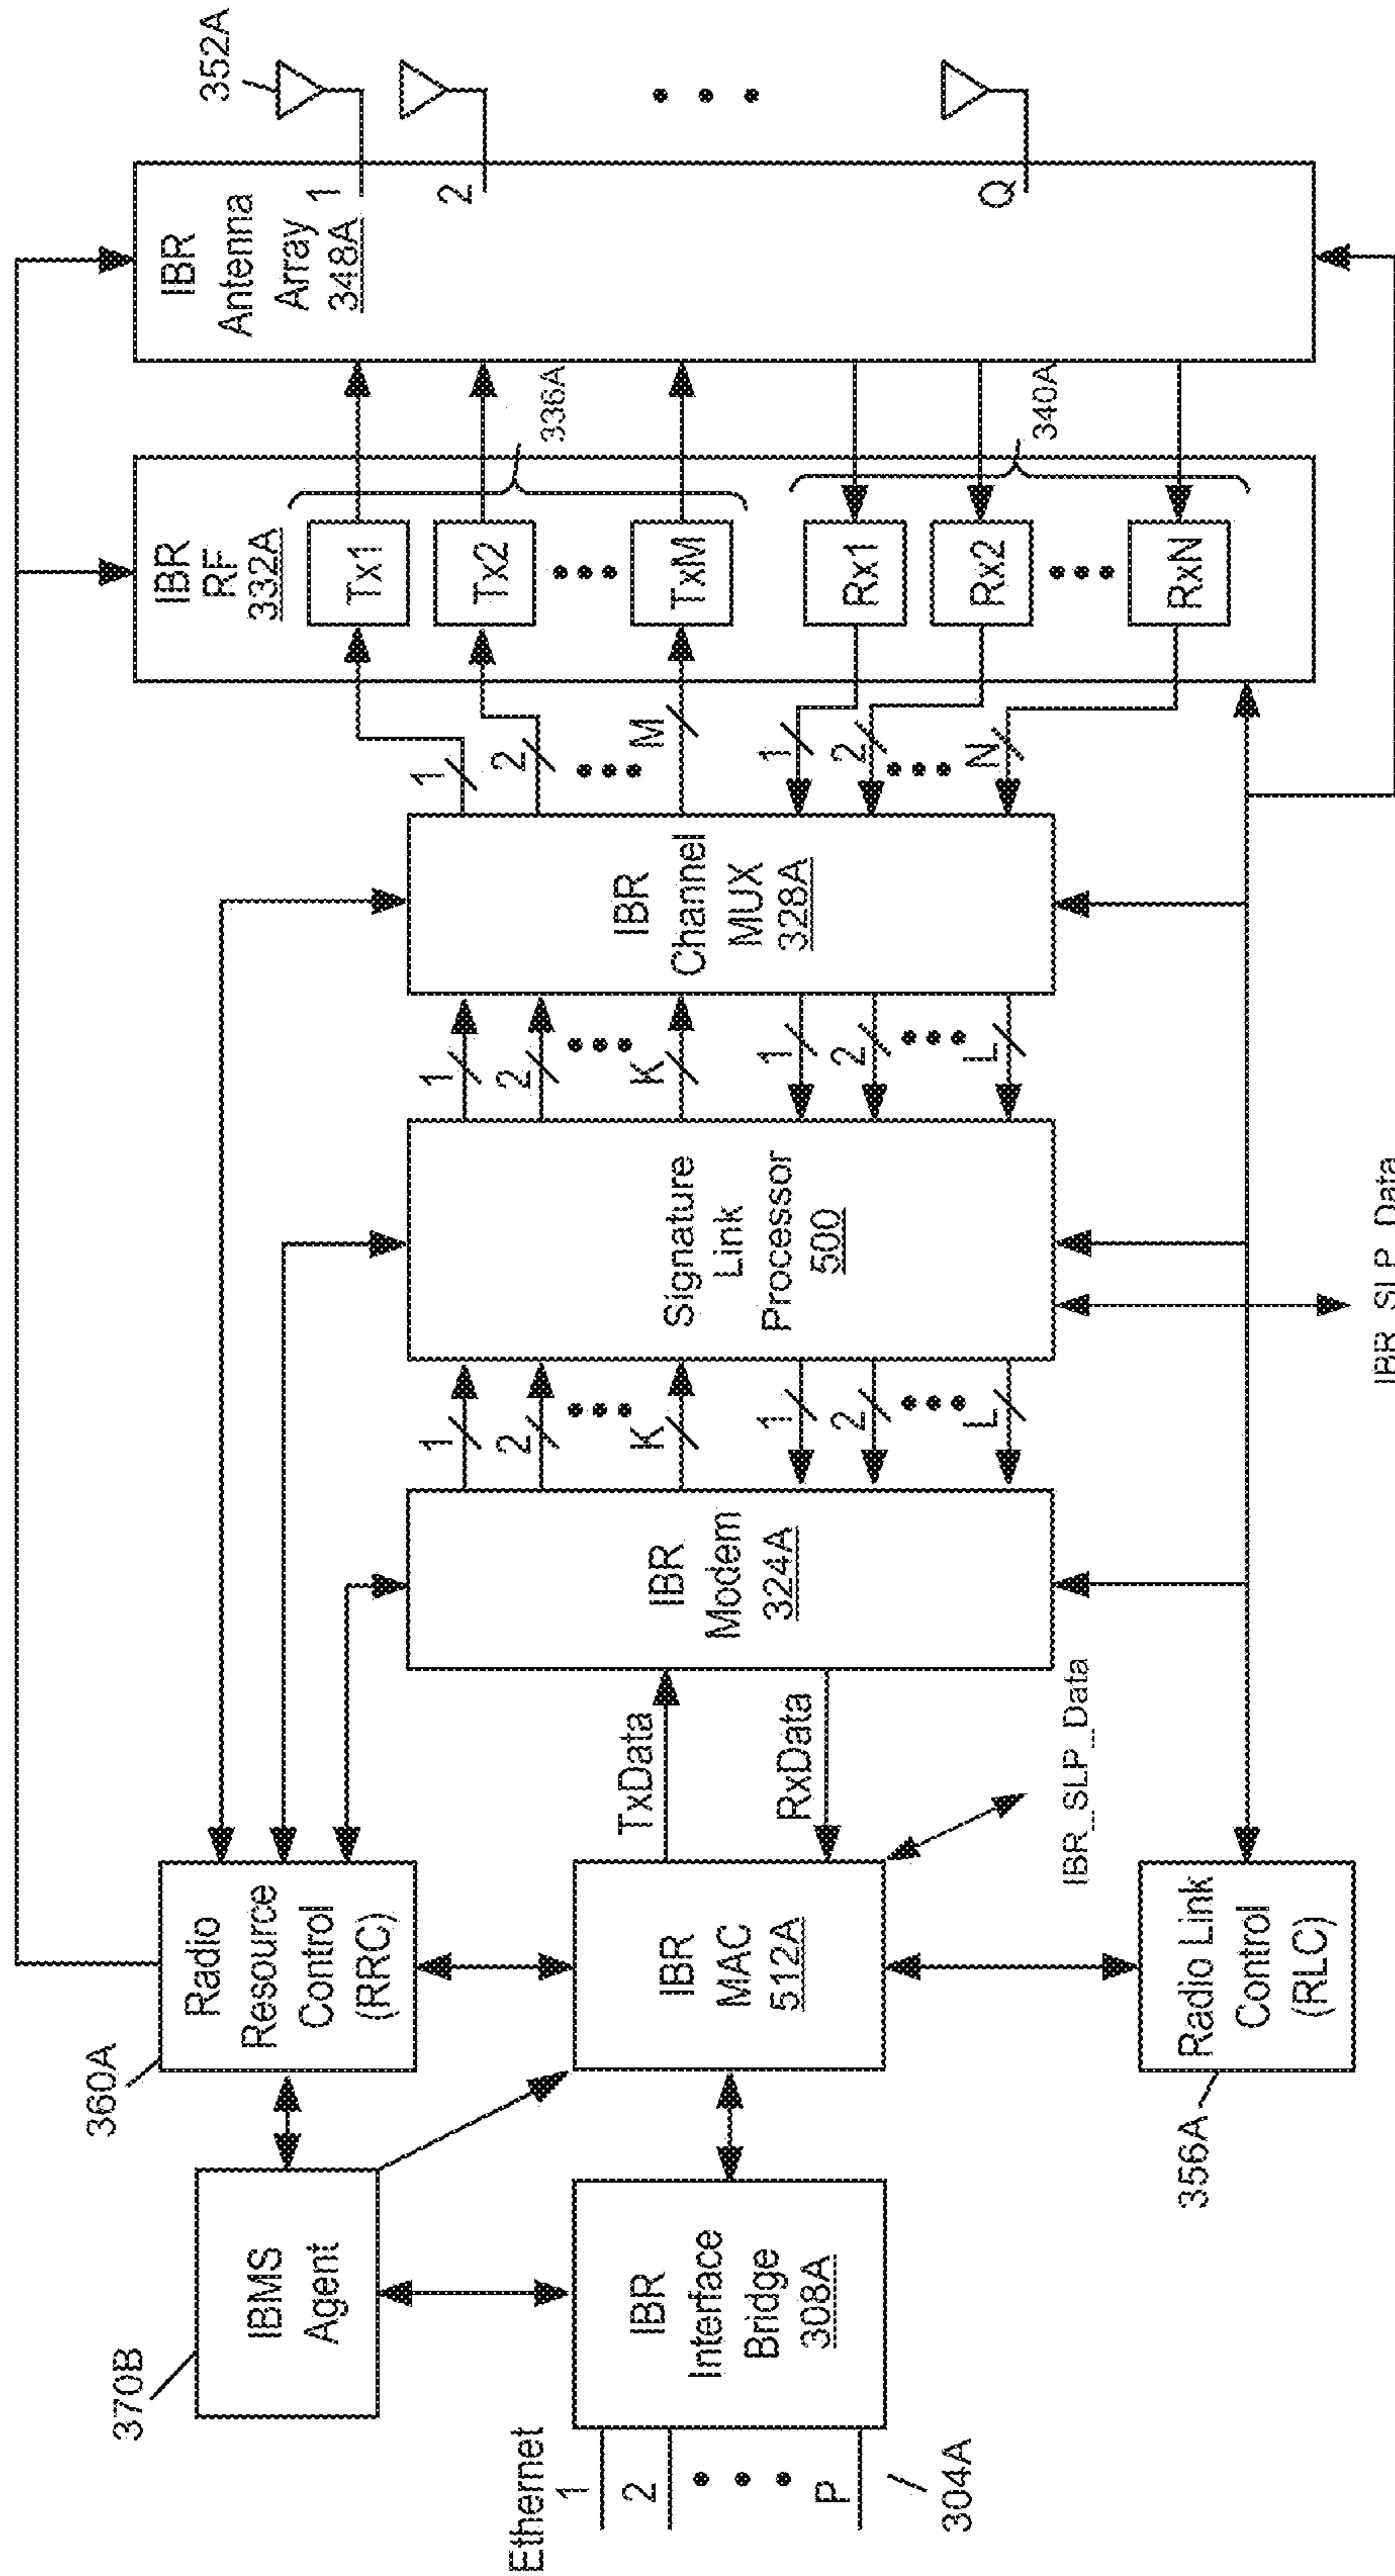 370B
IBMS
Agent
Ethernet
1
2
P
304A
IBR
Interface
Bridge
308A
360A
Radio
Resource
Control
(RRC)
IBR
MAC
512A
356A
Radio Link
Control
(RLC)
TxData
RxData
IBR_SLP_Data
IBR
Modem
324A
1
2
K
1
2
L
Signature
Link
Processor
500
IBR_SLP_Data
1
2
K
1
2
L
IBR
Channel
MUX
328A
1
2
M
1
2
N
IBR
RF
332A
Tx1
Tx2
TxM
336A
Rx1
Rx2
RxN
340A
IBR
Antenna
Array
348A
1
2
Q
352A